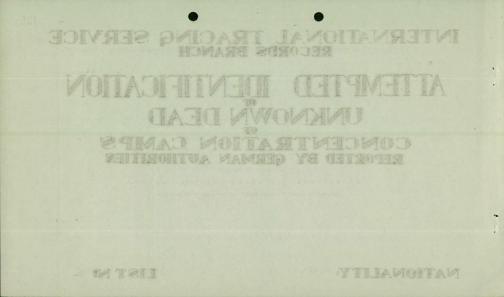 INTERNATIONAL TRACING SERVICE
RECORDS BRANCH
ATTEMPTED IDENTIFICATION
OF
UNKNOWN DEAD
OF
CONCENTRATION CAMPS
REPORTED BY GERMAN AUTHORITIES
NATIONALITY: LIST Nº